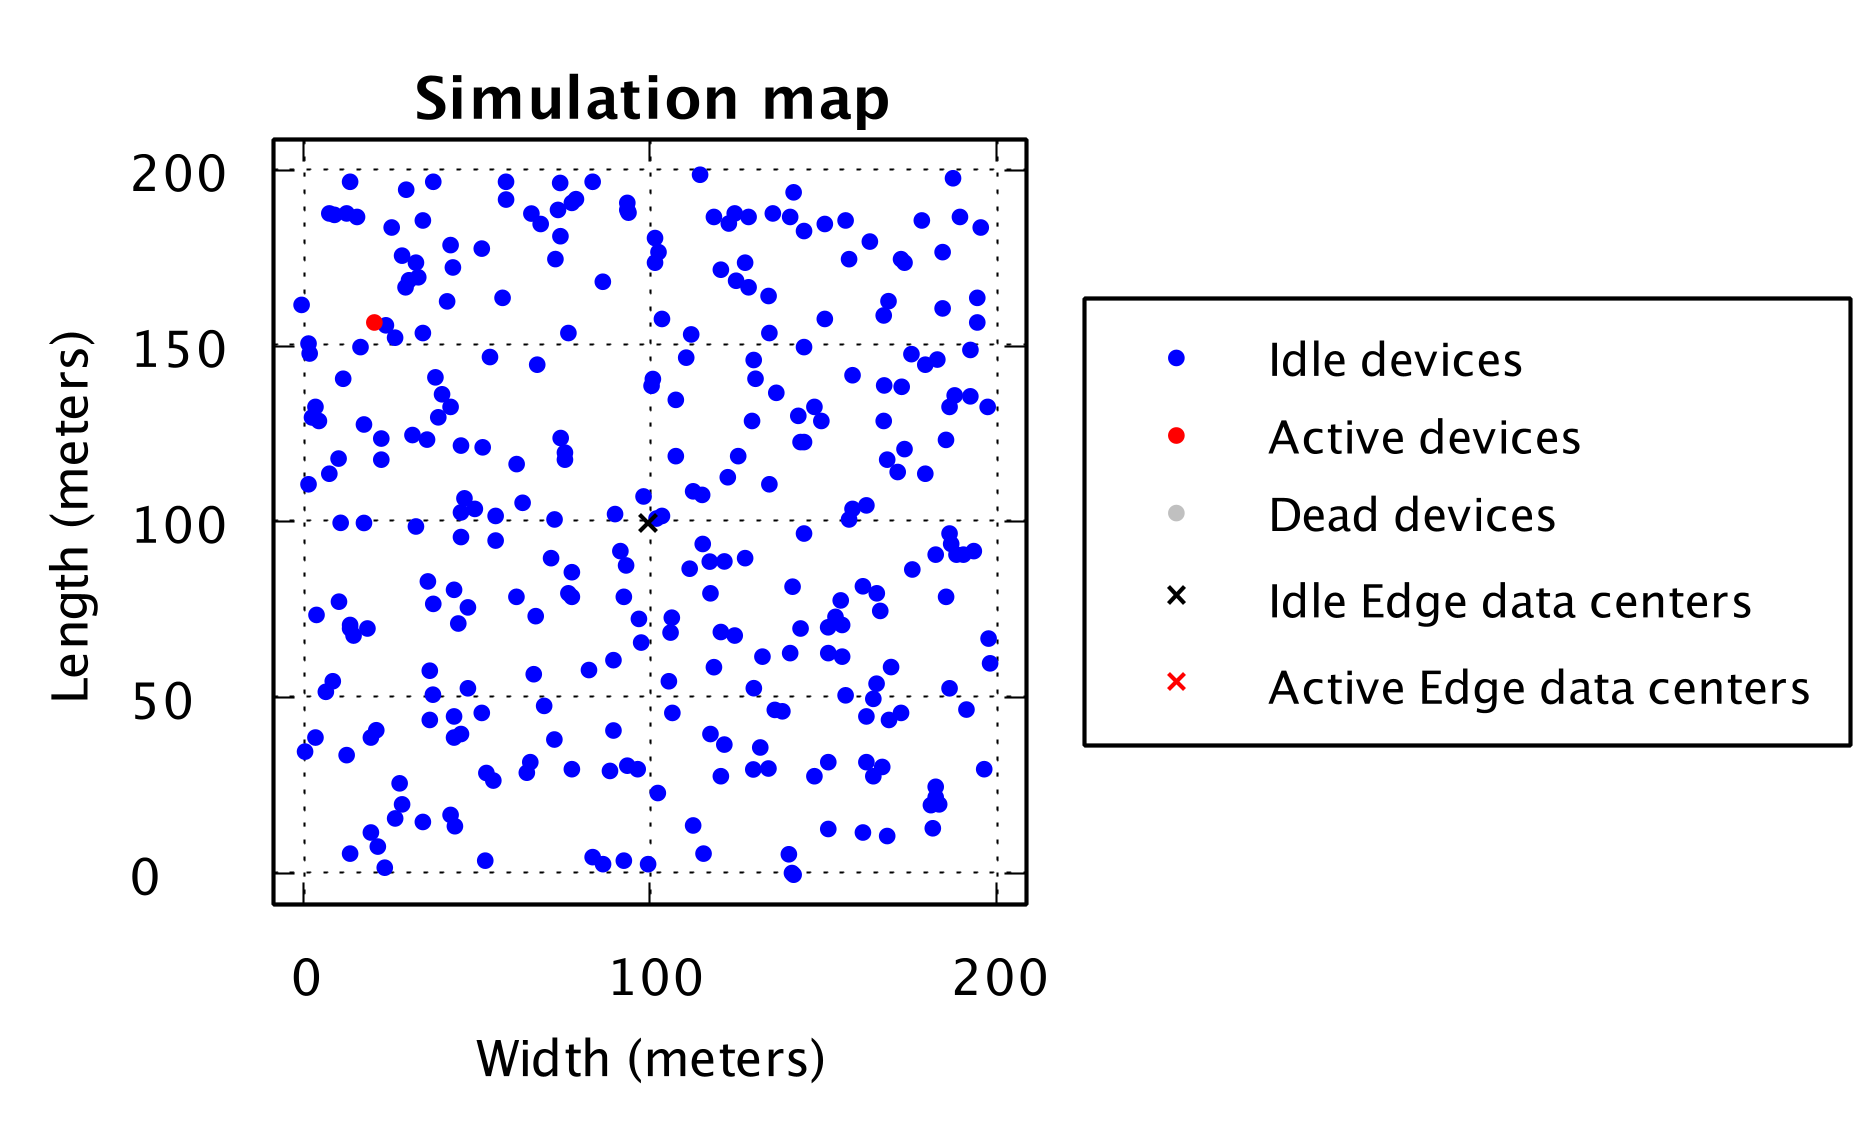 Simulation map
200
150
100
50
0
Length (meters)
0 100 200
Width (meters)
Idle devices
Active devices
Dead devices
Idle Edge data centers
Active Edge data centers